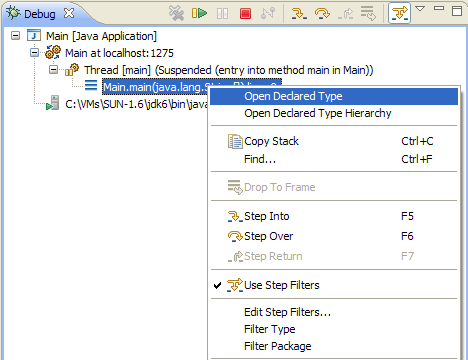 Debug
Main [Java Application]
Main at localhost:1275
Thread [main] (Suspended (entry into method main in Main))
Main.main(java.lang.
C:\VMs\SUN-1.6\jdk6\bin\java
Open Declared Type
Open Declared Type Hierarchy
Copy Stack Ctrl+C
Find... Ctrl+F
Drop To Frame
Step Into F5
Step Over F6
Step Return F7
Use Step Filters
Edit Step Filters...
Filter Type
Filter Package